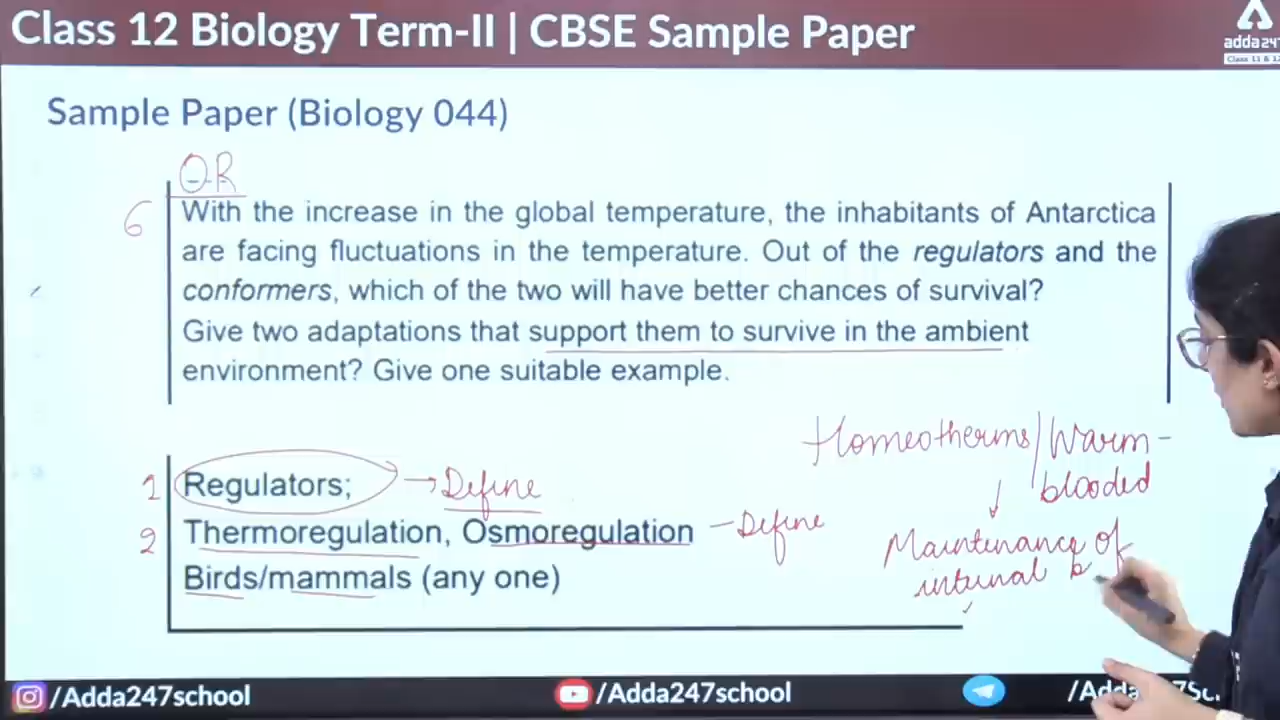 Class 12 Biology Term-II | CBSE Sample Paper
adda247
Class 11 & 12
Sample Paper (Biology 044)
OR
6
With the increase in the global temperature, the inhabitants of Antarctica
are facing fluctuations in the temperature. Out of the regulators and the
conformers, which of the two will have better chances of survival?
Give two adaptations that support them to survive in the ambient
environment? Give one suitable example.
Homeotherms/Warm-
blooded
1 Regulators; → Define
2 Thermoregulation, Osmoregulation – Define
Maintenance of
internal b
Birds/mammals (any one)
/Adda247school
/Adda247school